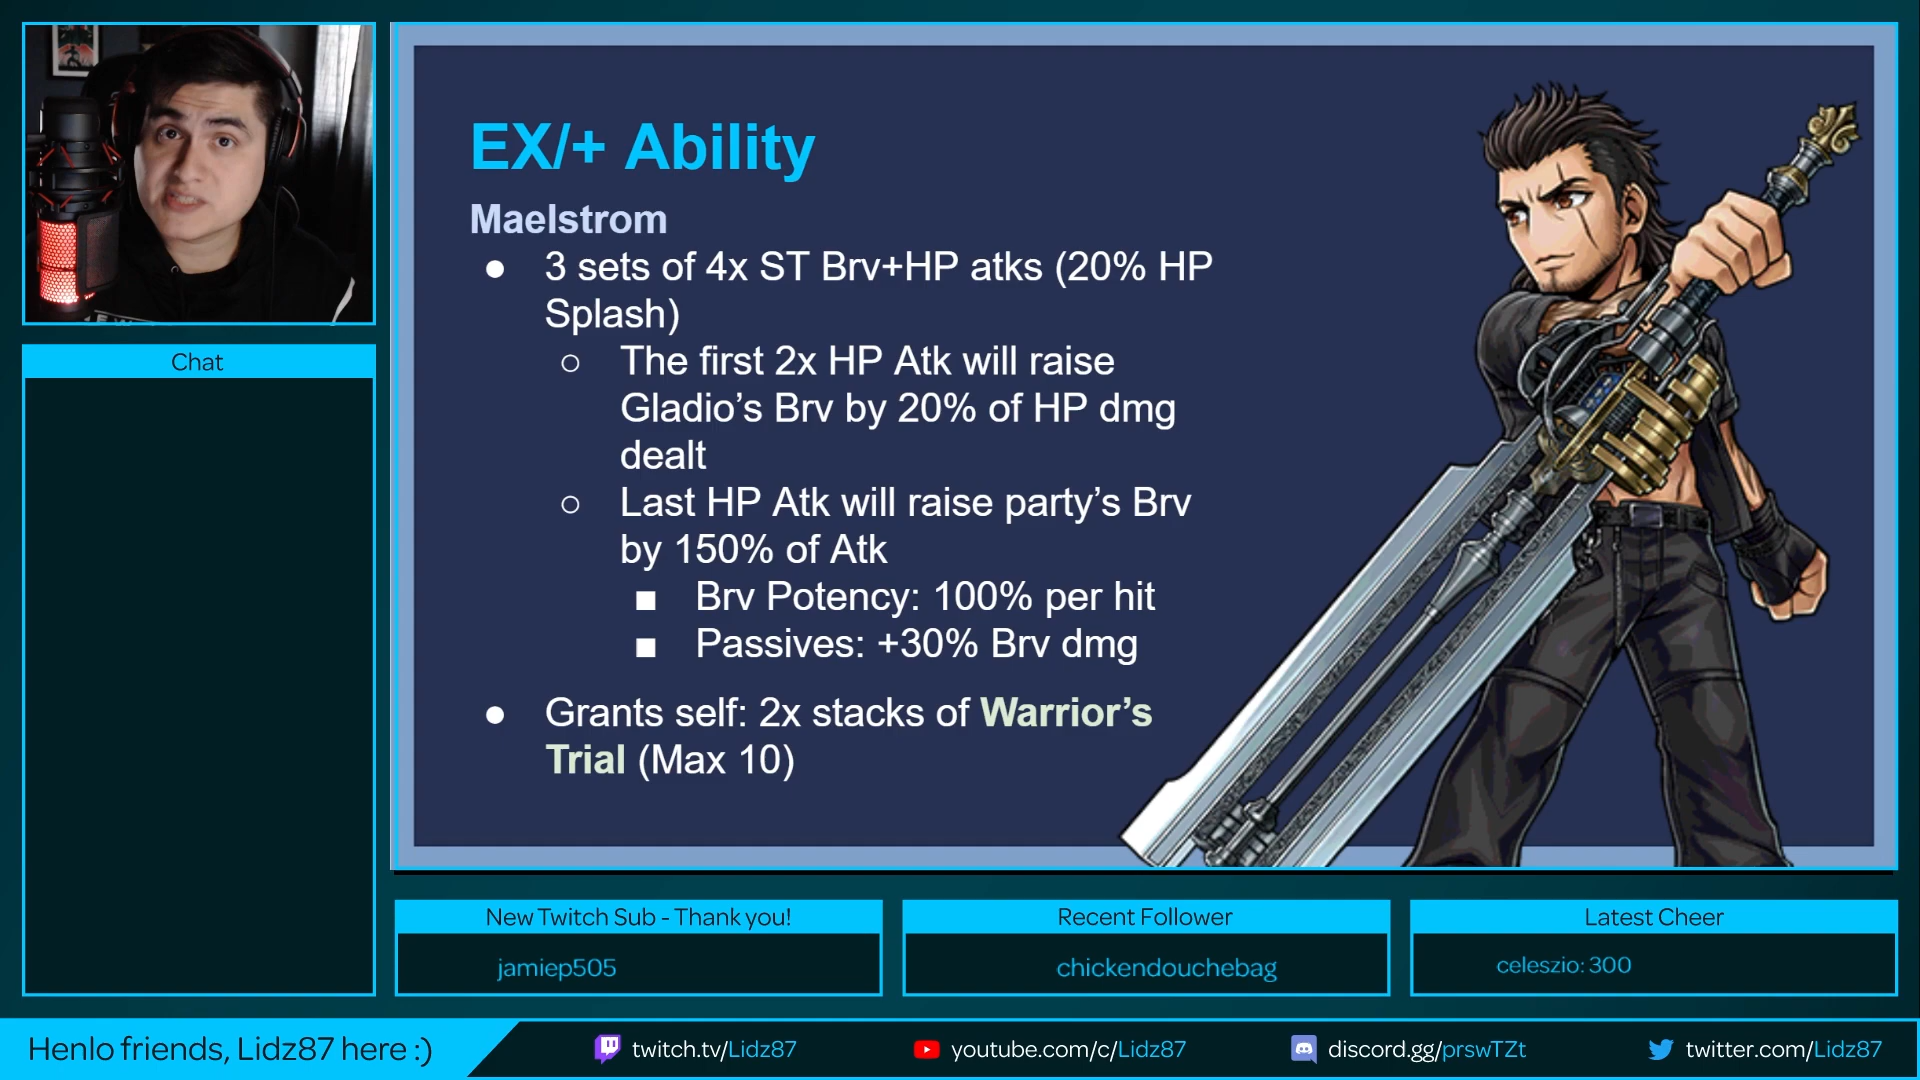 EX/+ Ability
Maelstrom
● 3 sets of 4x ST Brv+HP atks (20% HP
Splash)
○ The first 2x HP Atk will raise
Gladio’s Brv by 20% of HP dmg
dealt
○ Last HP Atk will raise party’s Brv
by 150% of Atk
■ Brv Potency: 100% per hit
■ Passives: +30% Brv dmg
● Grants self: 2x stacks of Warrior’s
Trial (Max 10)
Chat
New Twitch Sub - Thank you!
jamiep505
Recent Follower
chickendouchebag
Latest Cheer
celeszio: 300
Henlo friends, Lidz87 here :)
twitch.tv/Lidz87
youtube.com/c/Lidz87
discord.gg/prswTZt
twitter.com/Lidz87